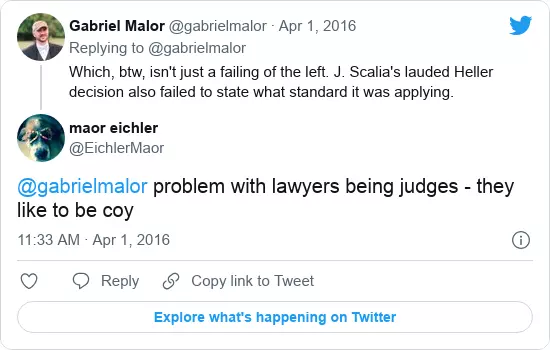 Gabriel Malor @gabrielmalor · Apr 1, 2016
Replying to @gabrielmalor
Which, btw, isn't just a failing of the left. J. Scalia's lauded Heller
decision also failed to state what standard it was applying.
maor eichler
@EichlerMaor
@gabrielmalor problem with lawyers being judges - they
like to be coy
11:33 AM · Apr 1, 2016
Reply
Copy link to Tweet
Explore what's happening on Twitter